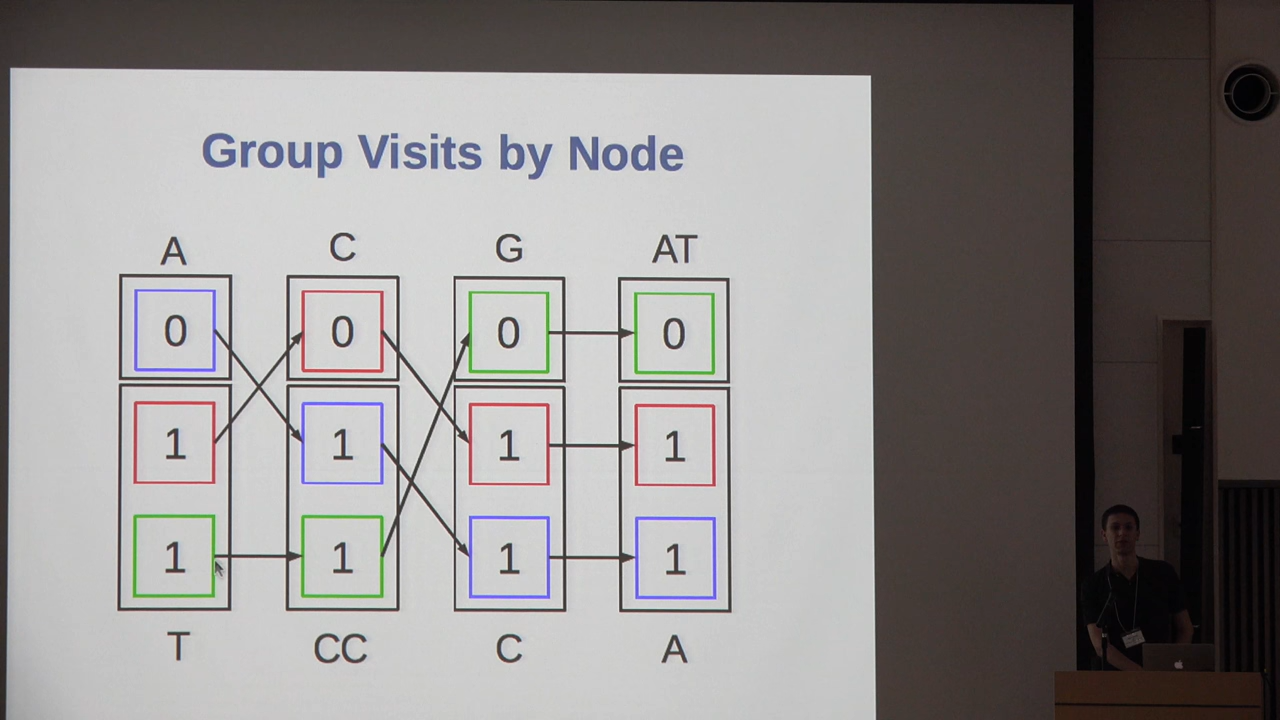 Group Visits by Node
A C G AT
0 0 0 0
1 1 1 1
1 1 1 1
T CC C A